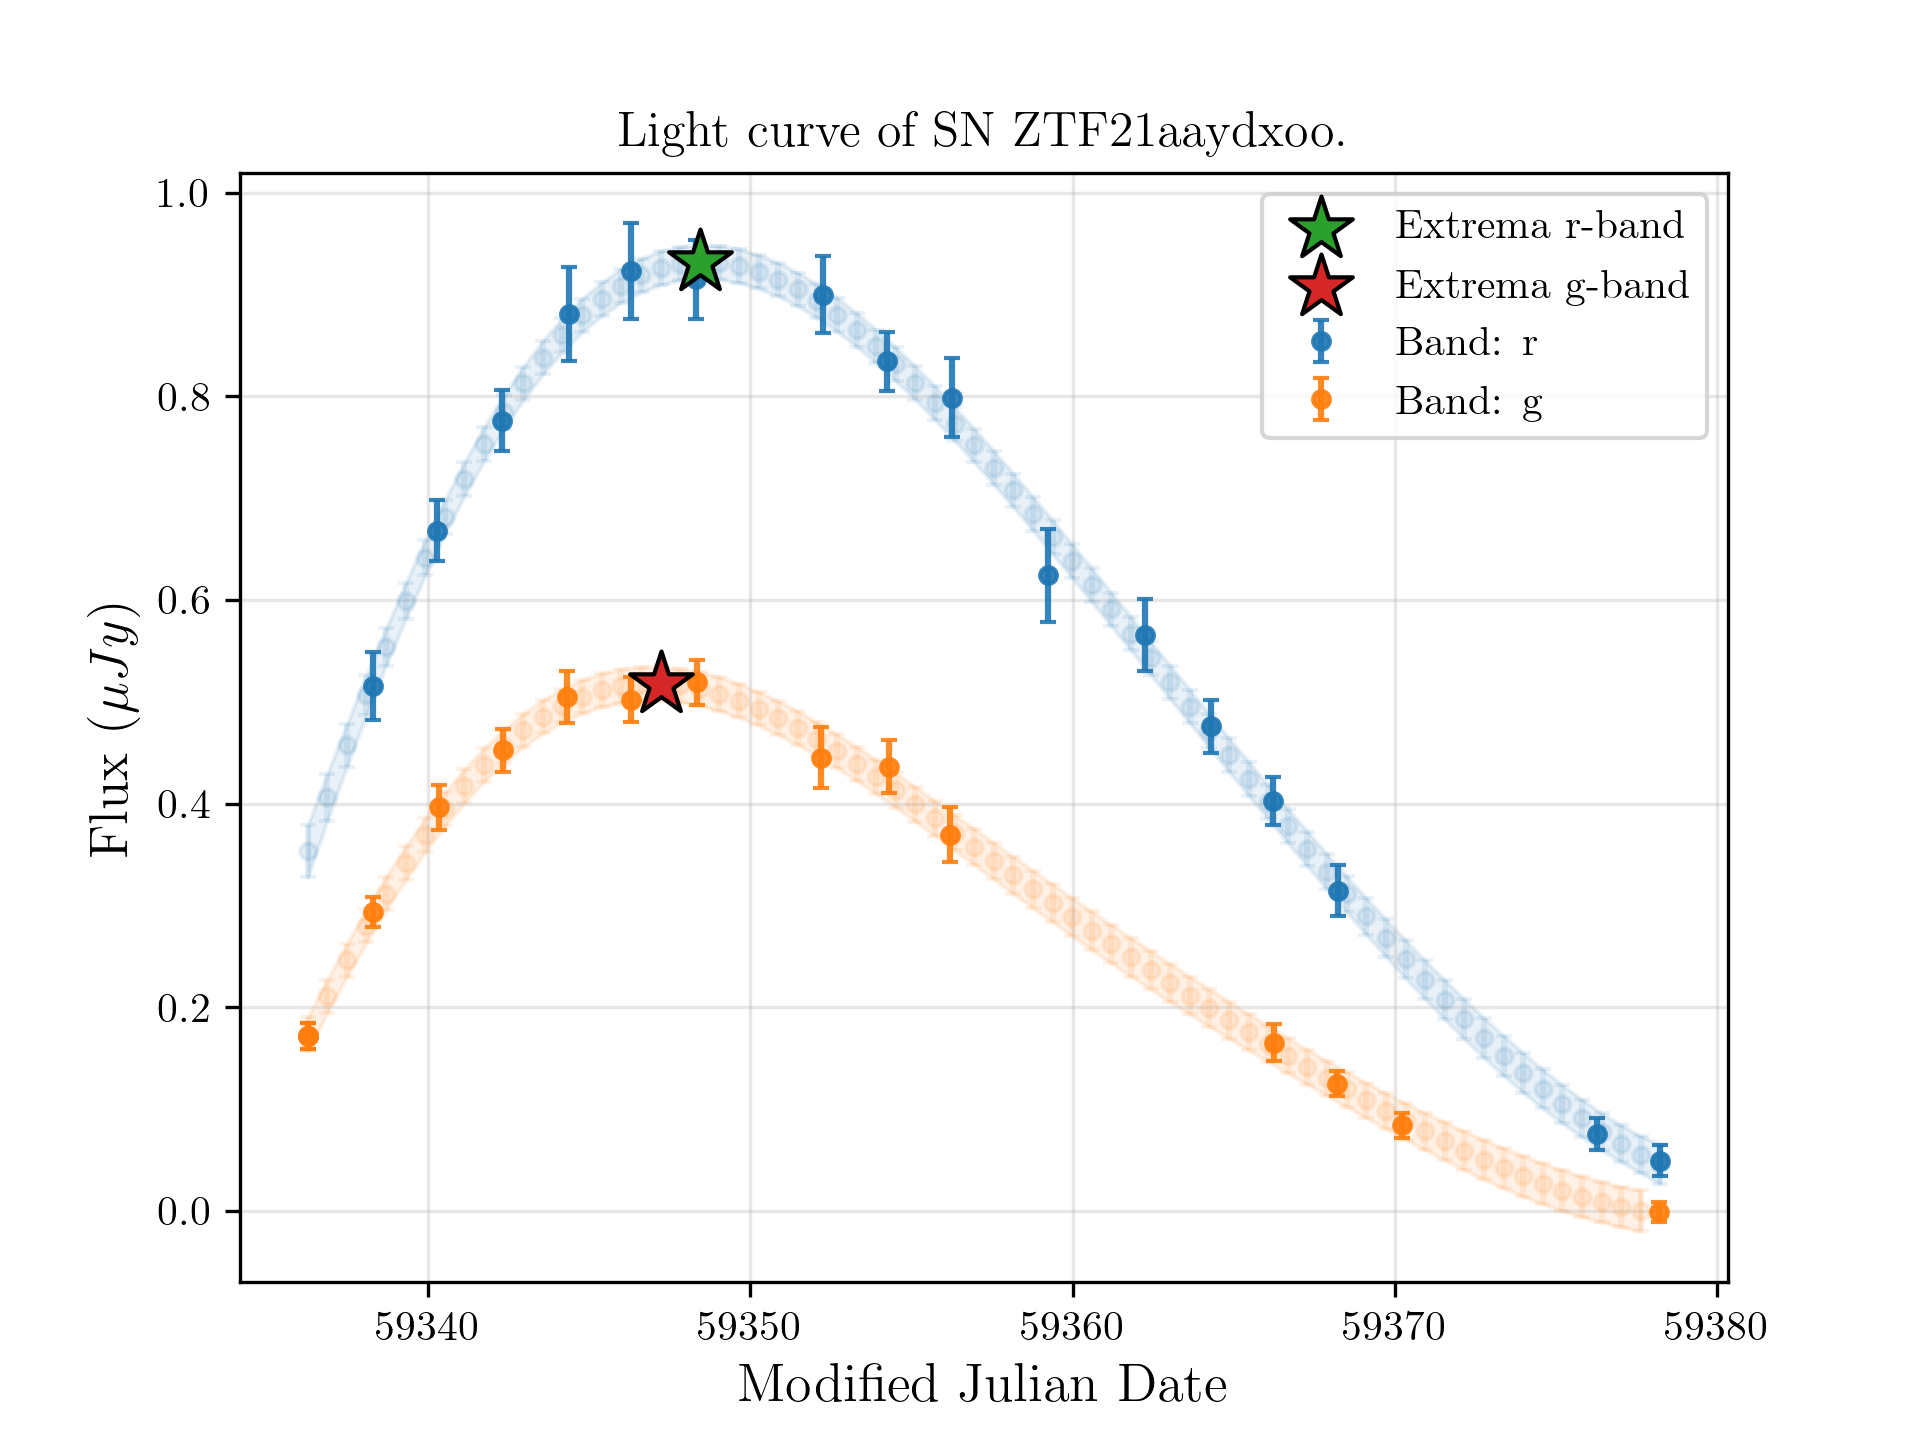 Light curve of SN ZTF21aaydxoo.
1.0
0.8
0.6
0.4
0.2
0.0
Flux (μJy)
Extrema r-band
Extrema g-band
Band: r
Band: g
59340 59350 59360 59370 59380
Modified Julian Date